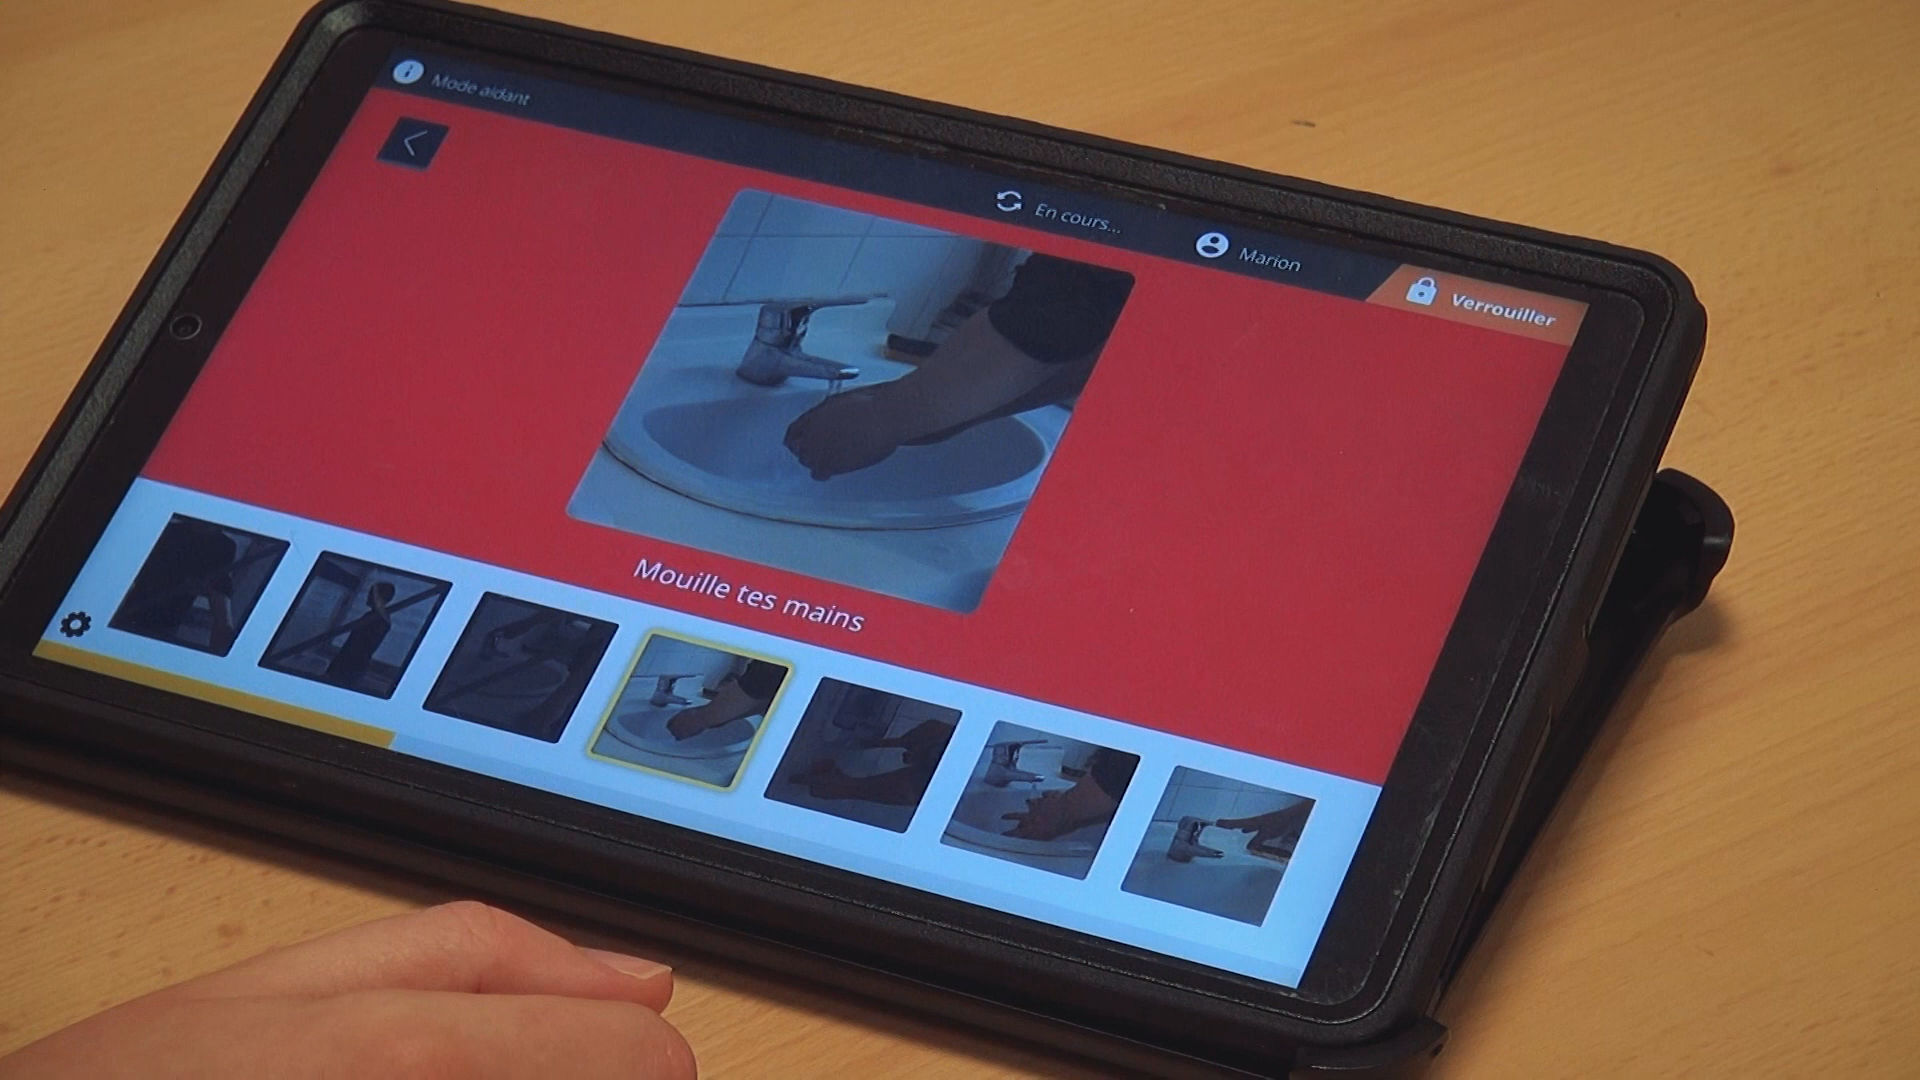 Mode aidant
En cours...
Marion
Verrouiller
Mouille tes mains